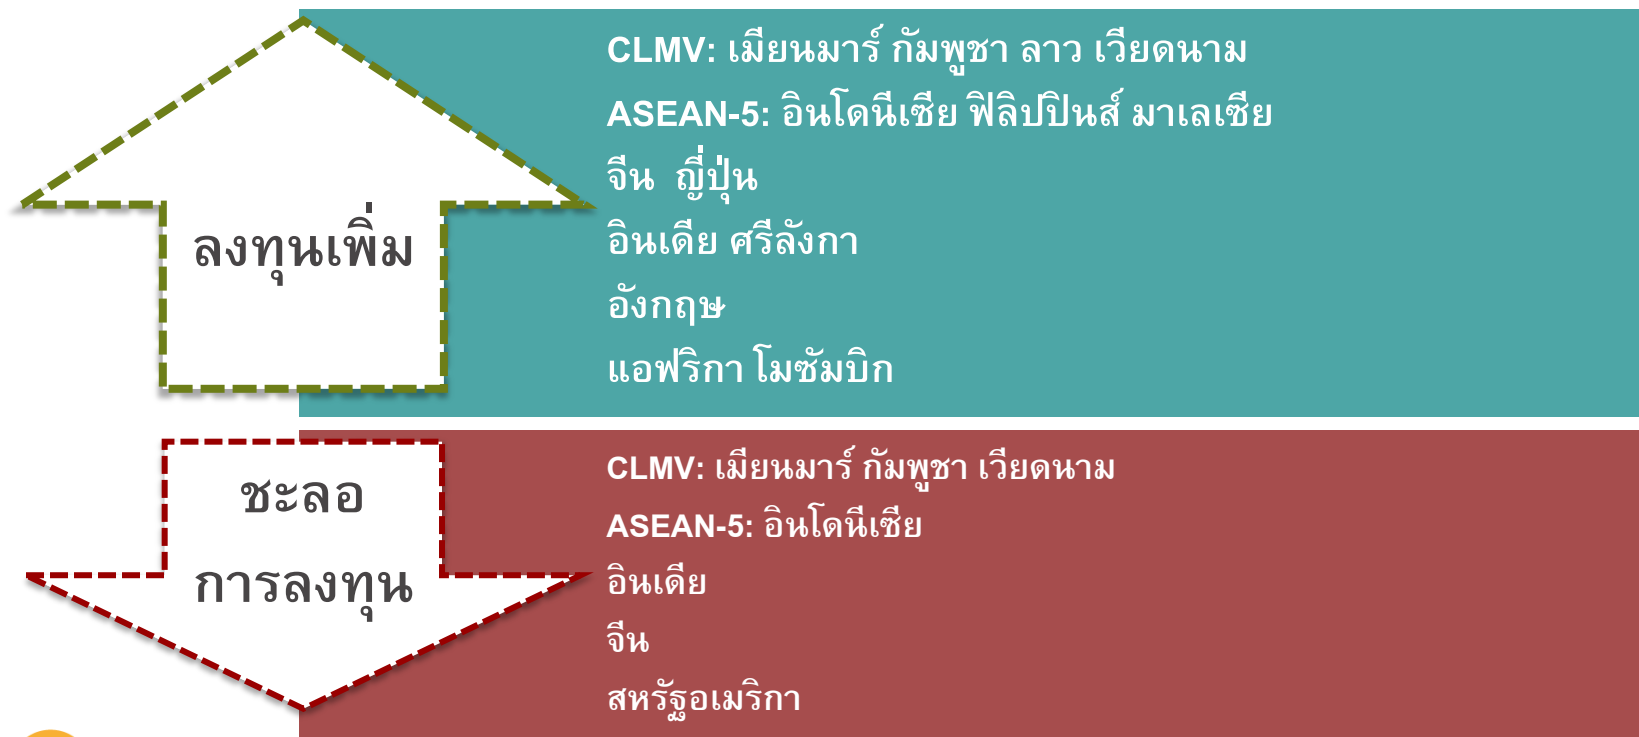 ลงทุนเพิ่ม
CLMV: เมียนมาร์ กัมพูชา ลาว เวียดนาม
ASEAN-5: อินโดนีเซีย ฟิลิปปินส์ มาเลเซีย
จีน ญี่ปุ่น
อินเดีย ศรีลังกา
อังกฤษ
แอฟริกา โมซัมบิก
ชะลอ
การลงทุน
CLMV: เมียนมาร์ กัมพูชา เวียดนาม
ASEAN-5: อินโดนีเซีย
อินเดีย
จีน
สหรัฐอเมริกา